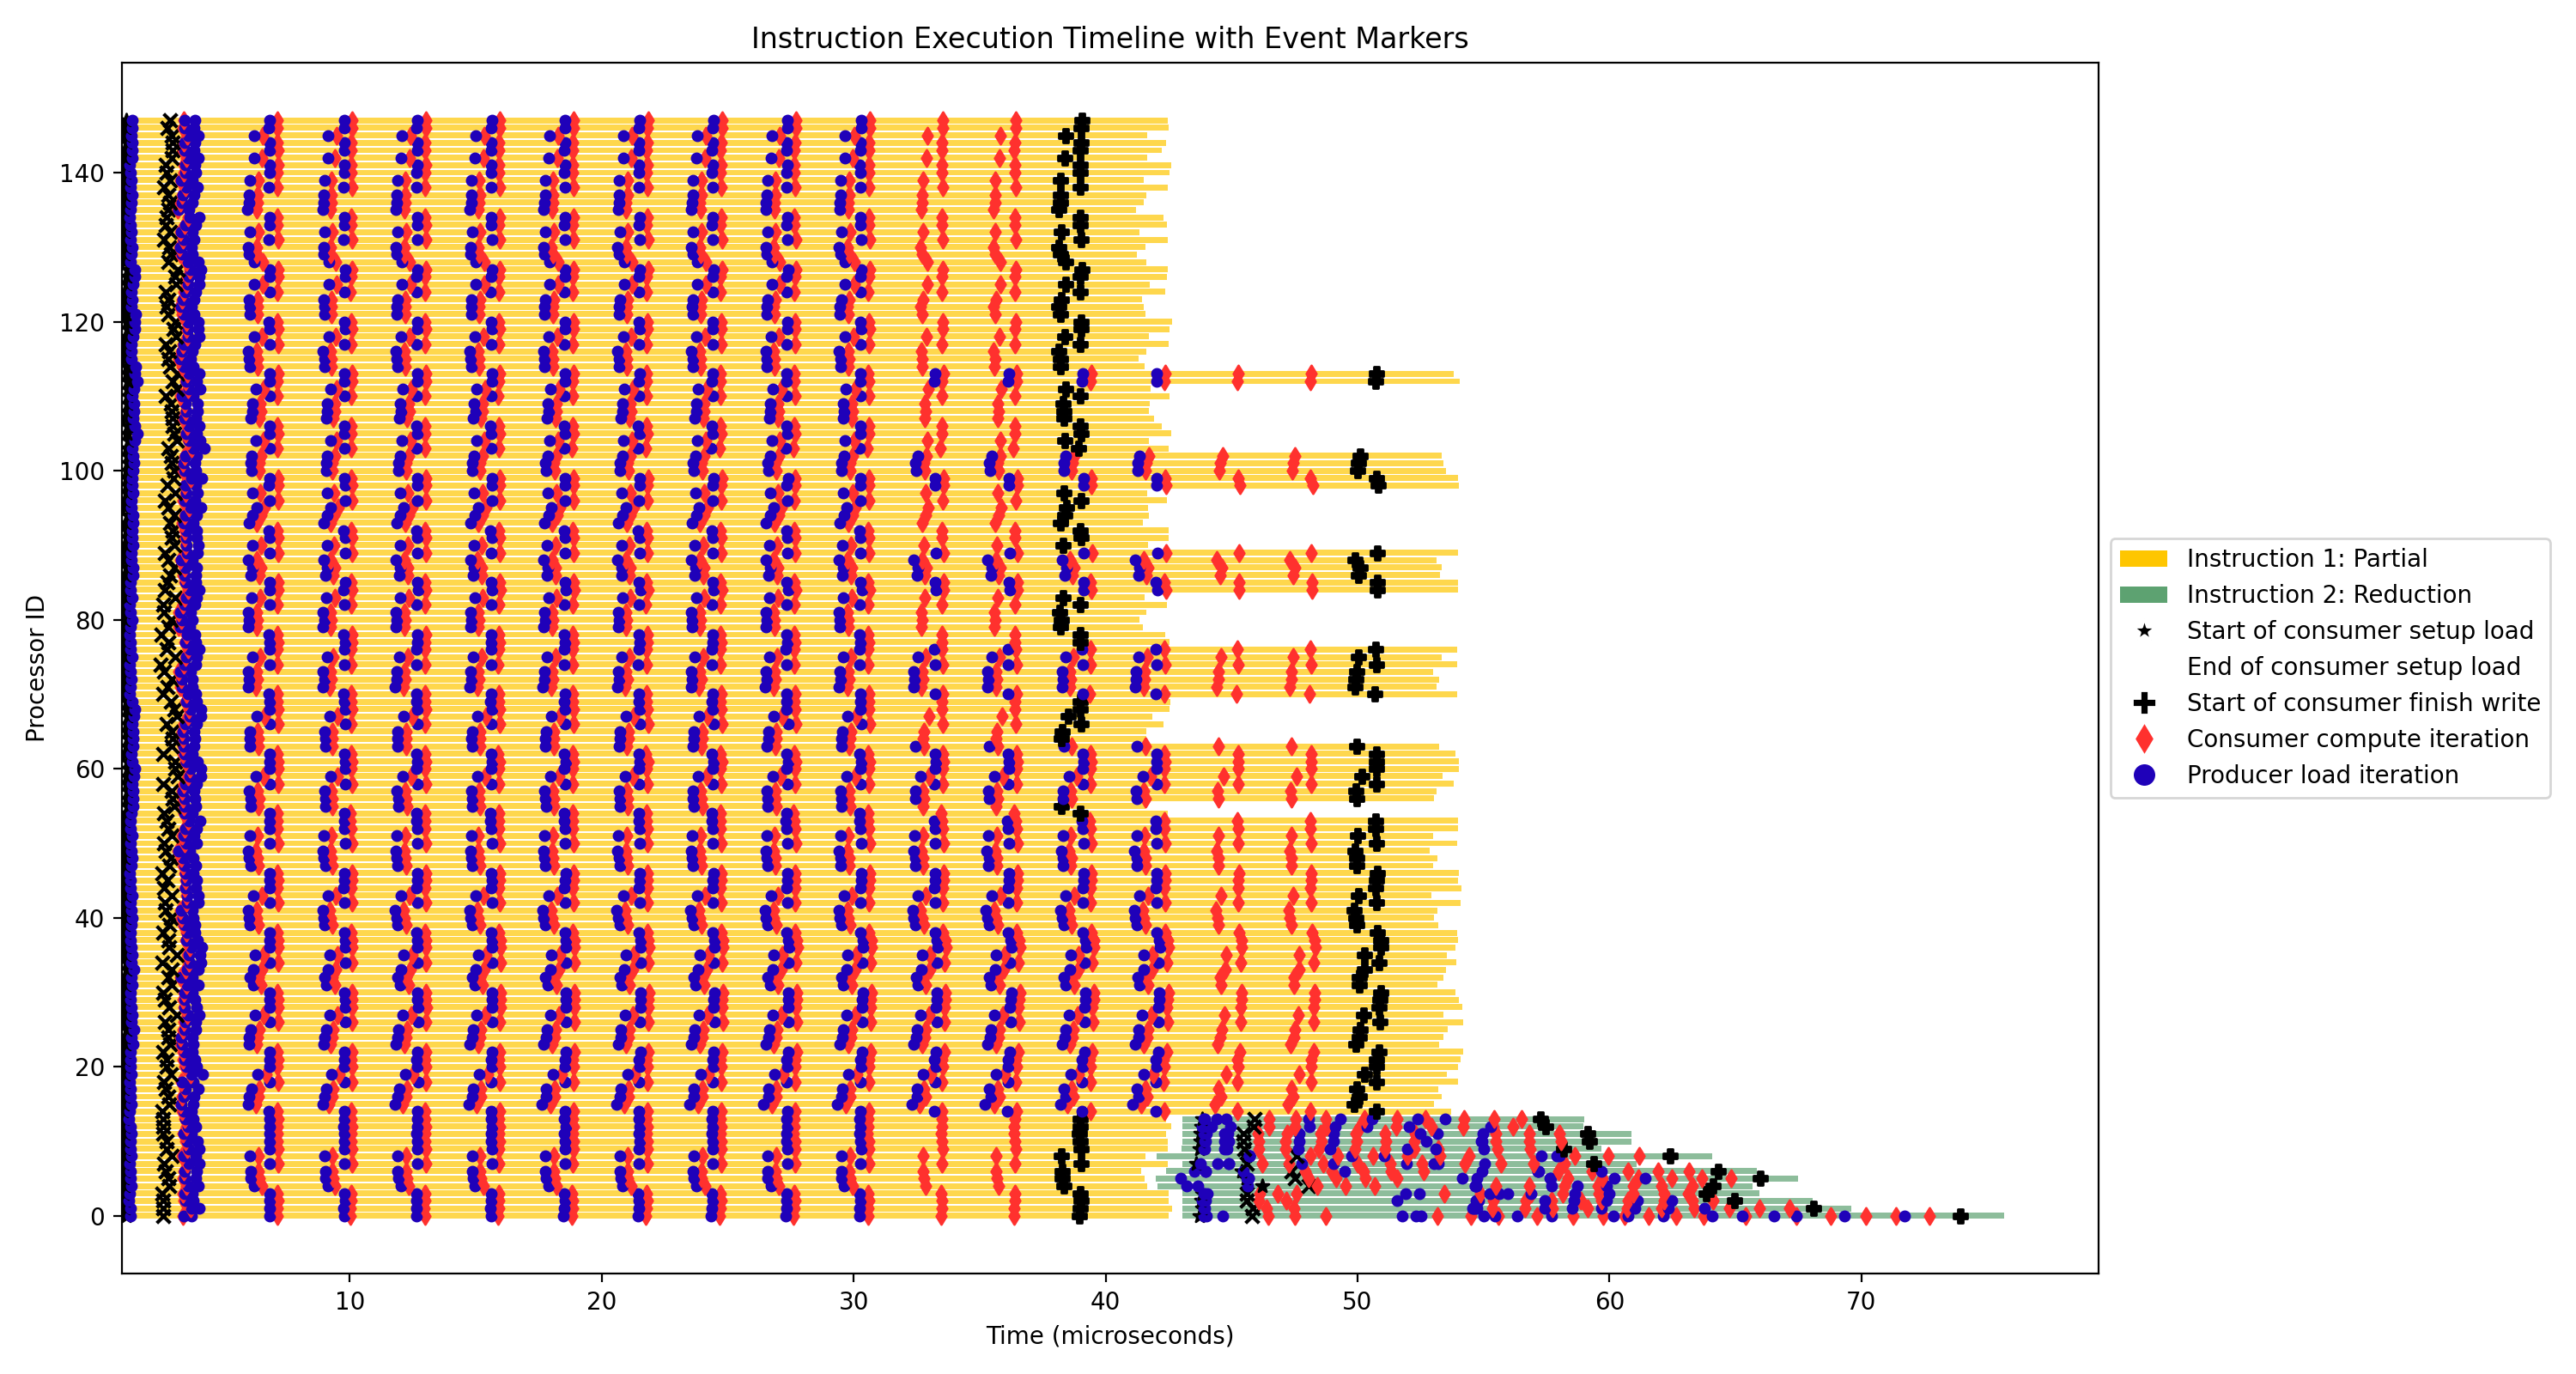 Instruction Execution Timeline with Event Markers
140
120
100
80
60
40
20
0
Processor ID
10 20 30 40 50 60 70
Time (microseconds)
Instruction 1: Partial
Instruction 2: Reduction
Start of consumer setup load
End of consumer setup load
Start of consumer finish write
Consumer compute iteration
Producer load iteration